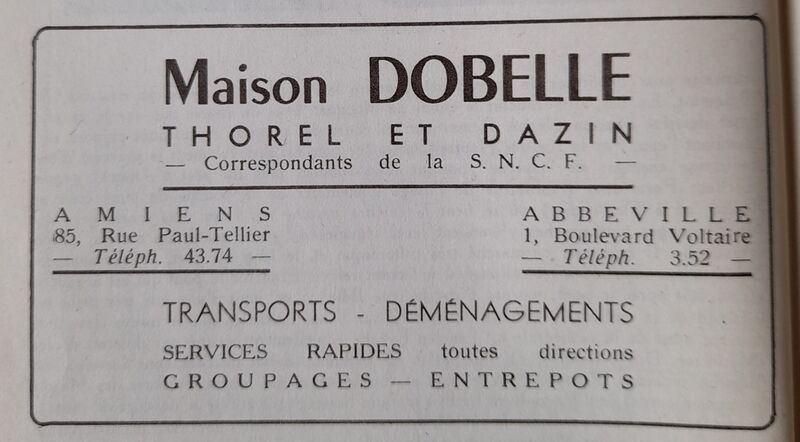 Maison DOBELLE
THOREL ET DAZIN
— Correspondants de la S. N. C. F. —
AMIENS
85, Rue Paul-Tellier
— Téléph. 43.74 —
ABBEVILLE
1, Boulevard Voltaire
— Téléph. 3.52 —
TRANSPORTS - DÉMÉNAGEMENTS
SERVICES RAPIDES toutes directions
GROUPAGES — ENTREPOTS